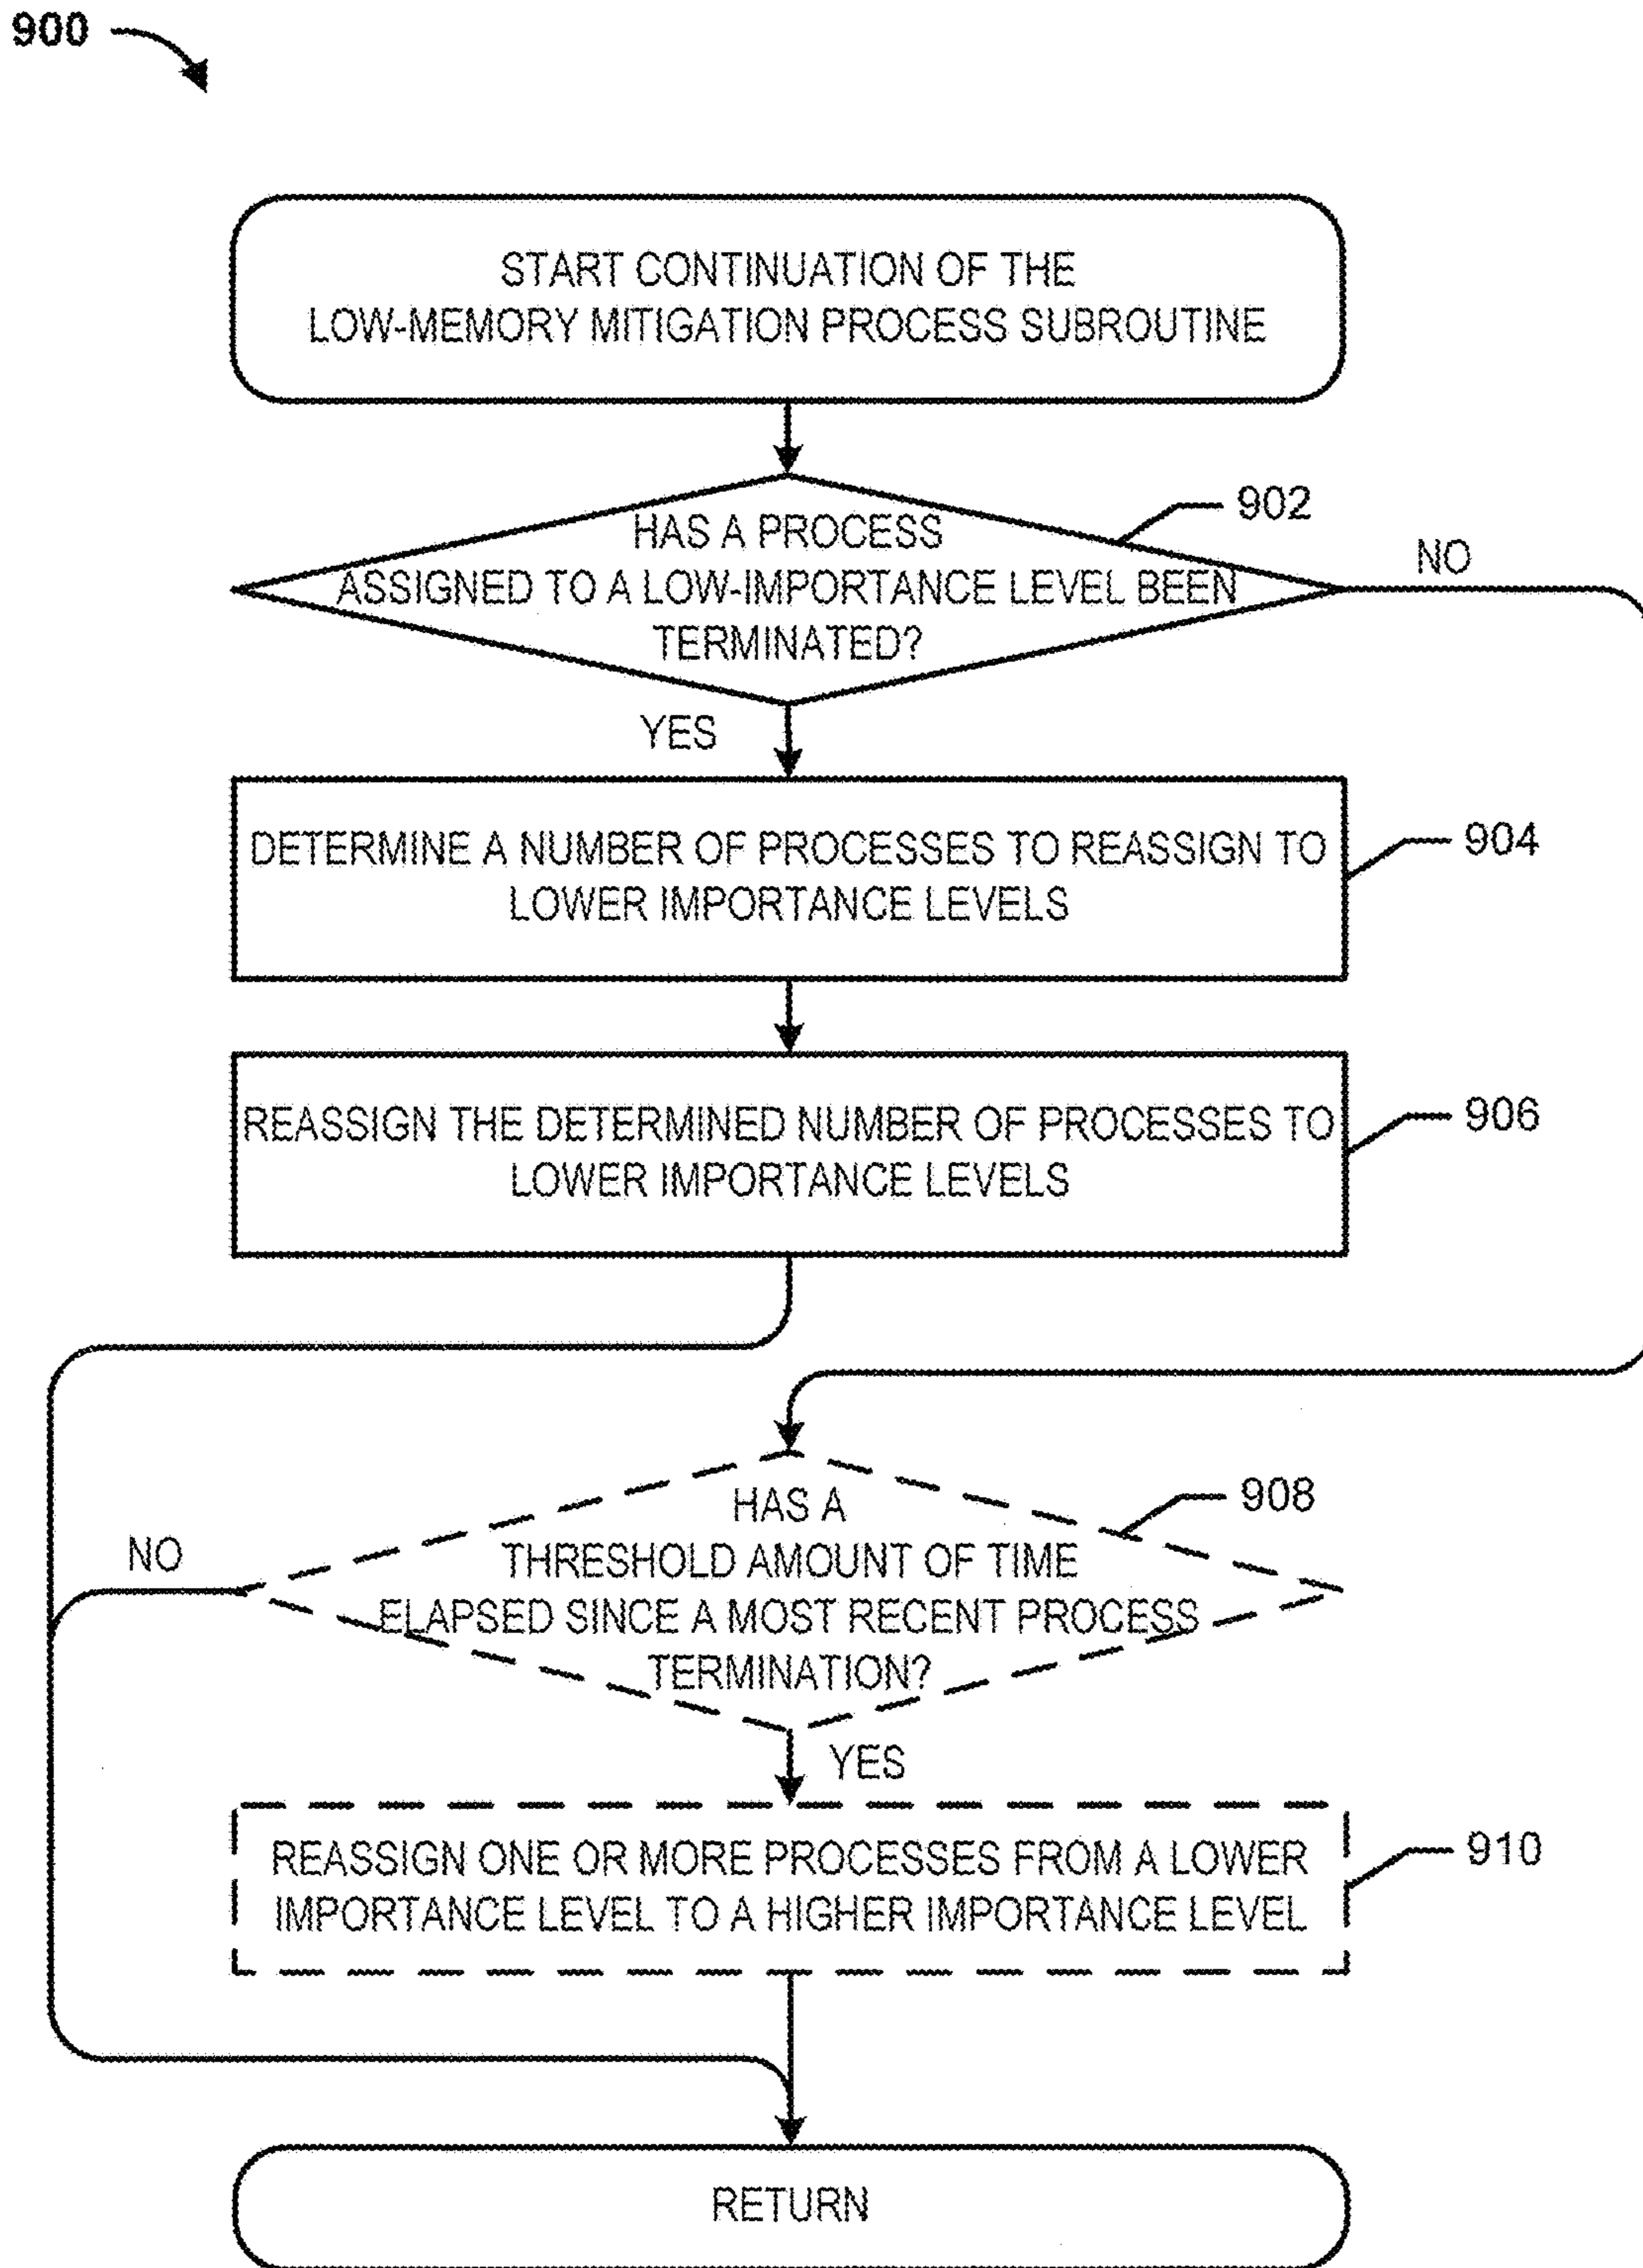 900
START CONTINUATION OF THE
LOW-MEMORY MITIGATION PROCESS SUBROUTINE
902
HAS A PROCESS
ASSIGNED TO A LOW-IMPORTANCE LEVEL BEEN
TERMINATED?
NO
YES
DETERMINE A NUMBER OF PROCESSES TO REASSIGN TO
LOWER IMPORTANCE LEVELS
904
REASSIGN THE DETERMINED NUMBER OF PROCESSES TO
LOWER IMPORTANCE LEVELS
906
908
HAS A
THRESHOLD AMOUNT OF TIME
ELAPSED SINCE A MOST RECENT PROCESS
TERMINATION?
NO
YES
REASSIGN ONE OR MORE PROCESSES FROM A LOWER
IMPORTANCE LEVEL TO A HIGHER IMPORTANCE LEVEL
910
RETURN